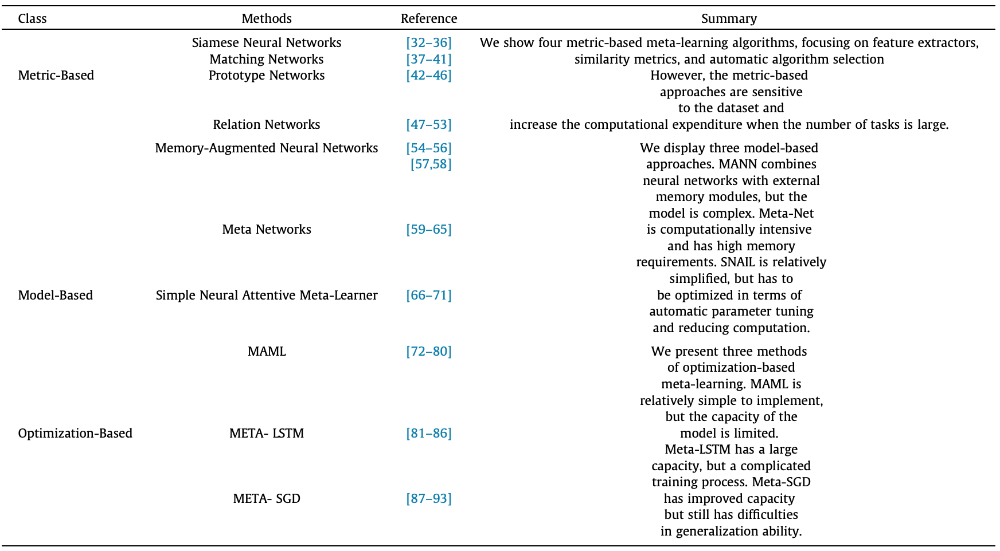 Class Methods Reference Summary
Siamese Neural Networks [32–36] We show four metric-based meta-learning algorithms, focusing on feature extractors,
Matching Networks [37–41] similarity metrics, and automatic algorithm selection
Metric-Based Prototype Networks [42–46] However, the metric-based
approaches are sensitive
to the dataset and
Relation Networks [47–53] increase the computational expenditure when the number of tasks is large.
Memory-Augmented Neural Networks [54–56] We display three model-based
[57,58] approaches. MANN combines
neural networks with external
memory modules, but the
model is complex. Meta-Net
Meta Networks [59–65] is computationally intensive
and has high memory
requirements. SNAIL is relatively
simplified, but has to
Model-Based Simple Neural Attentive Meta-Learner [66–71] be optimized in terms of
automatic parameter tuning
and reducing computation.
MAML [72–80] We present three methods
of optimization-based
meta-learning. MAML is
relatively simple to implement,
but the capacity of the
Optimization-Based META- LSTM [81–86] model is limited.
Meta-LSTM has a large
capacity, but a complicated
training process. Meta-SGD
META- SGD [87–93] has improved capacity
but still has difficulties
in generalization ability.